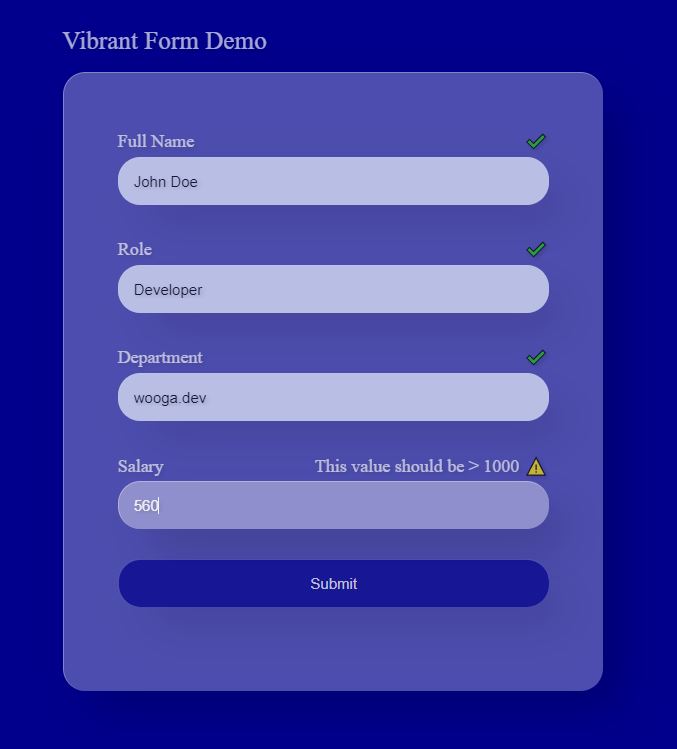 Vibrant Form Demo
Full Name
John Doe
Role
Developer
Department
wooga.dev
Salary This value should be > 1000
560
Submit